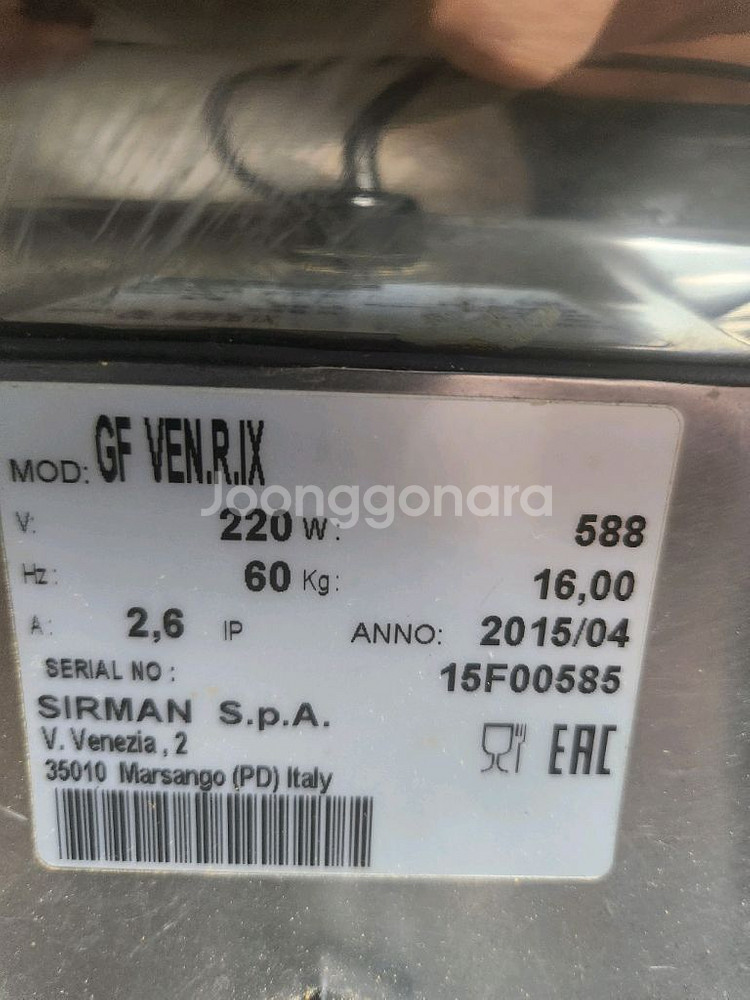 MOD: GF VEN.R.IX
Joonggonara
V: 220 W: 588
Hz: 60 Kg: 16,00
A: 2,6 IP ANNO: 2015/04
SERIAL NO: 15F00585
SIRMAN S.p.A.
V. Venezia, 2
35010 Marsango (PD) Italy
EAC